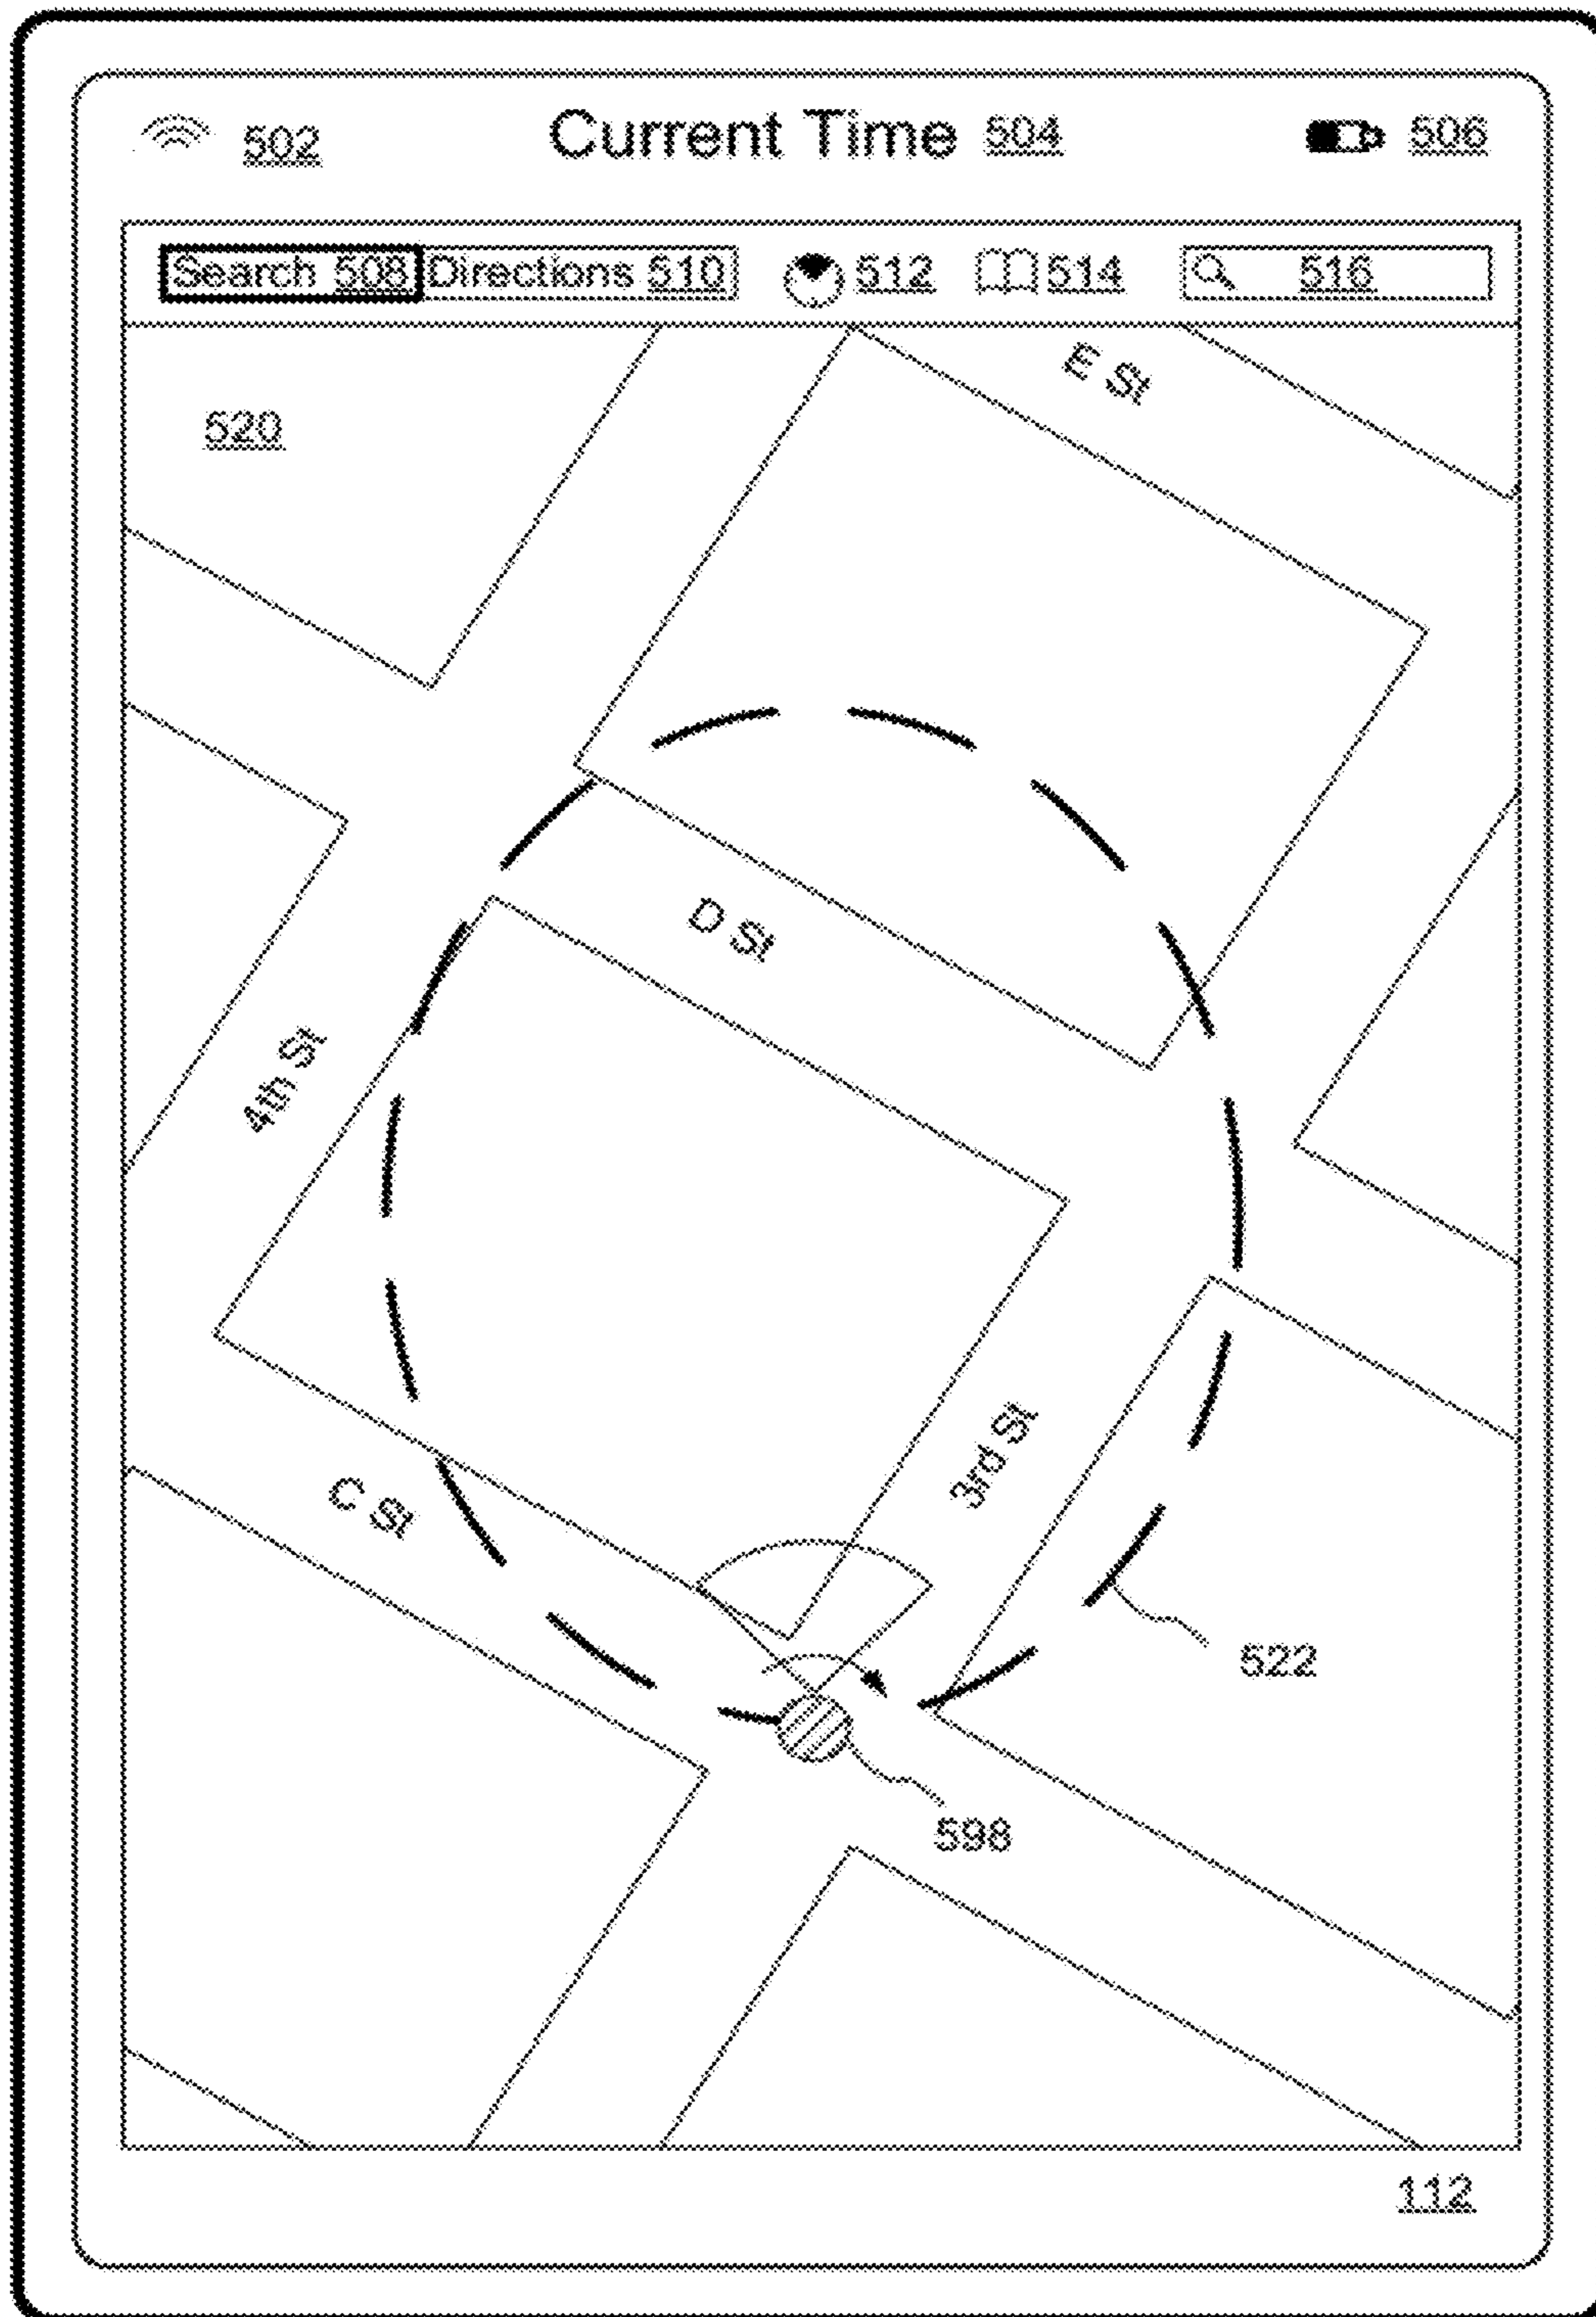 502 Current Time 504 506
Search 508 Directions 510 512 514 516
E St
520
D St
4th St
3rd St
C St
522
598
112